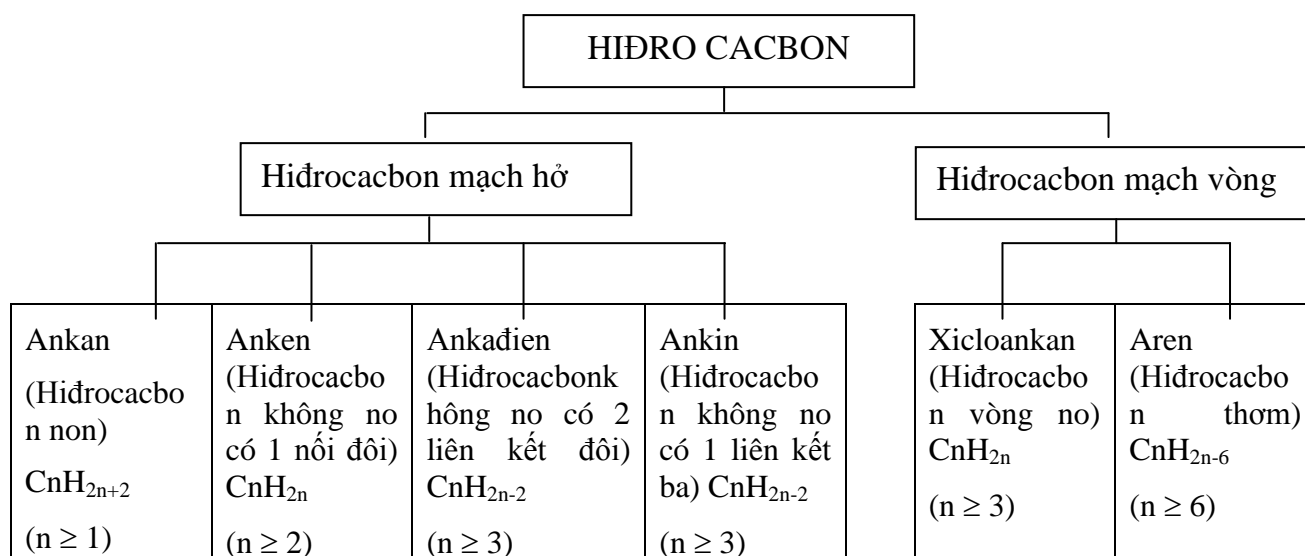 HIĐRO CACBON
Hiđrocacbon mạch hở
Hiđrocacbon mạch vòng
Ankan
(Hiđrocacbo
n non)
CnH2n+2
(n ≥ 1)
Anken
(Hiđrocacbo
n không no
có 1 nối đôi)
CnH2n
(n ≥ 2)
Ankađien
(Hiđrocacbonk
hông no có 2
liên kết đôi)
CnH2n-2
(n ≥ 3)
Ankin
(Hiđrocacbo
n không no
có 1 liên kết
ba) CnH2n-2
(n ≥ 3)
Xicloankan
(Hiđrocacbo
n vòng no)
CnH2n
(n ≥ 3)
Aren
(Hiđrocacbo
n thơm)
CnH2n-6
(n ≥ 6)